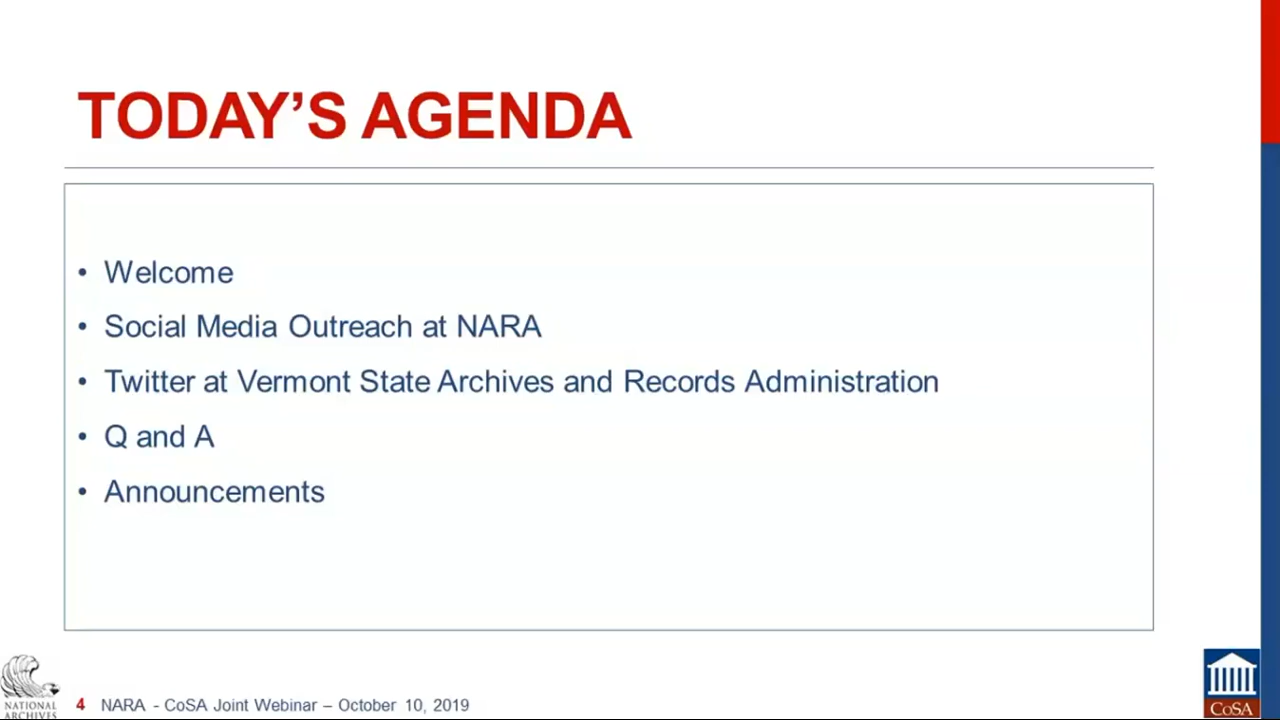 TODAY’S AGENDA
• Welcome
• Social Media Outreach at NARA
• Twitter at Vermont State Archives and Records Administration
• Q and A
• Announcements
NATIONAL
ARCHIVES
4 NARA - CoSA Joint Webinar – October 10, 2019
CoSA